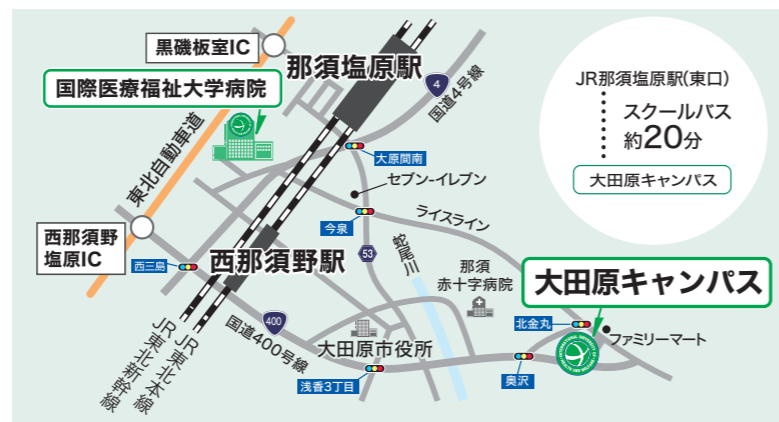 黒磯板室IC
那須塩原駅
国際医療福祉大学病院
4
国道4号線
JR那須塩原駅(東口)
スクールバス
約20分
大田原キャンパス
東北自動車道
大原間南
セブン-イレブン
ライスライン
今泉
53
蛇尾川
西那須野
塩原IC
西三島
西那須野駅
那須
赤十字病院
大田原キャンパス
400
国道400号線
北金丸
ファミリーマート
大田原市役所
奥沢
浅香3丁目
JR東北本線
JR東北新幹線